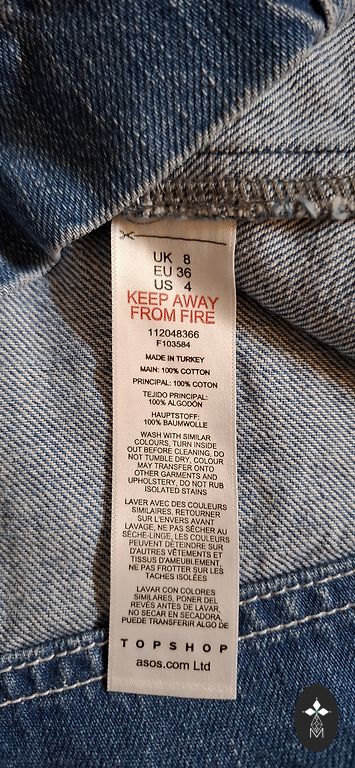 UK 8
EU 36
US 4
KEEP AWAY
FROM FIRE
112048366
F103584
MADE IN TURKEY
MAIN: 100% COTTON
PRINCIPAL: 100% COTON
TEJIDO PRINCIPAL:
100% ALGODÓN
HAUPTSTOFF:
100% BAUMWOLLE
WASH WITH SIMILAR
COLOURS, TURN INSIDE
OUT BEFORE CLEANING, DO
NOT TUMBLE DRY, COLOUR
MAY TRANSFER ONTO
OTHER GARMENTS AND
UPHOLSTERY, DO NOT RUB
ISOLATED STAINS
LAVER AVEC DES COULEURS
SIMILAIRES, RETOURNER
SUR L'ENVERS AVANT
LAVAGE, NE PAS SÉCHER AU
SÈCHE-LINGE, LES COULEURS
PEUVENT DÉTEINDRE SUR
D'AUTRES VÊTEMENTS ET
TISSUS D'AMEUBLEMENT,
NE PAS FROTTER SUR LES
TACHES ISOLÉES
LAVAR CON COLORES
SIMILARES, PONER DEL
REVÉS ANTES DE LAVAR,
NO SECAR EN SECADORA,
PUEDE TRANSFERIR ALGO DE
TOPSHOP
asos.com Ltd
M